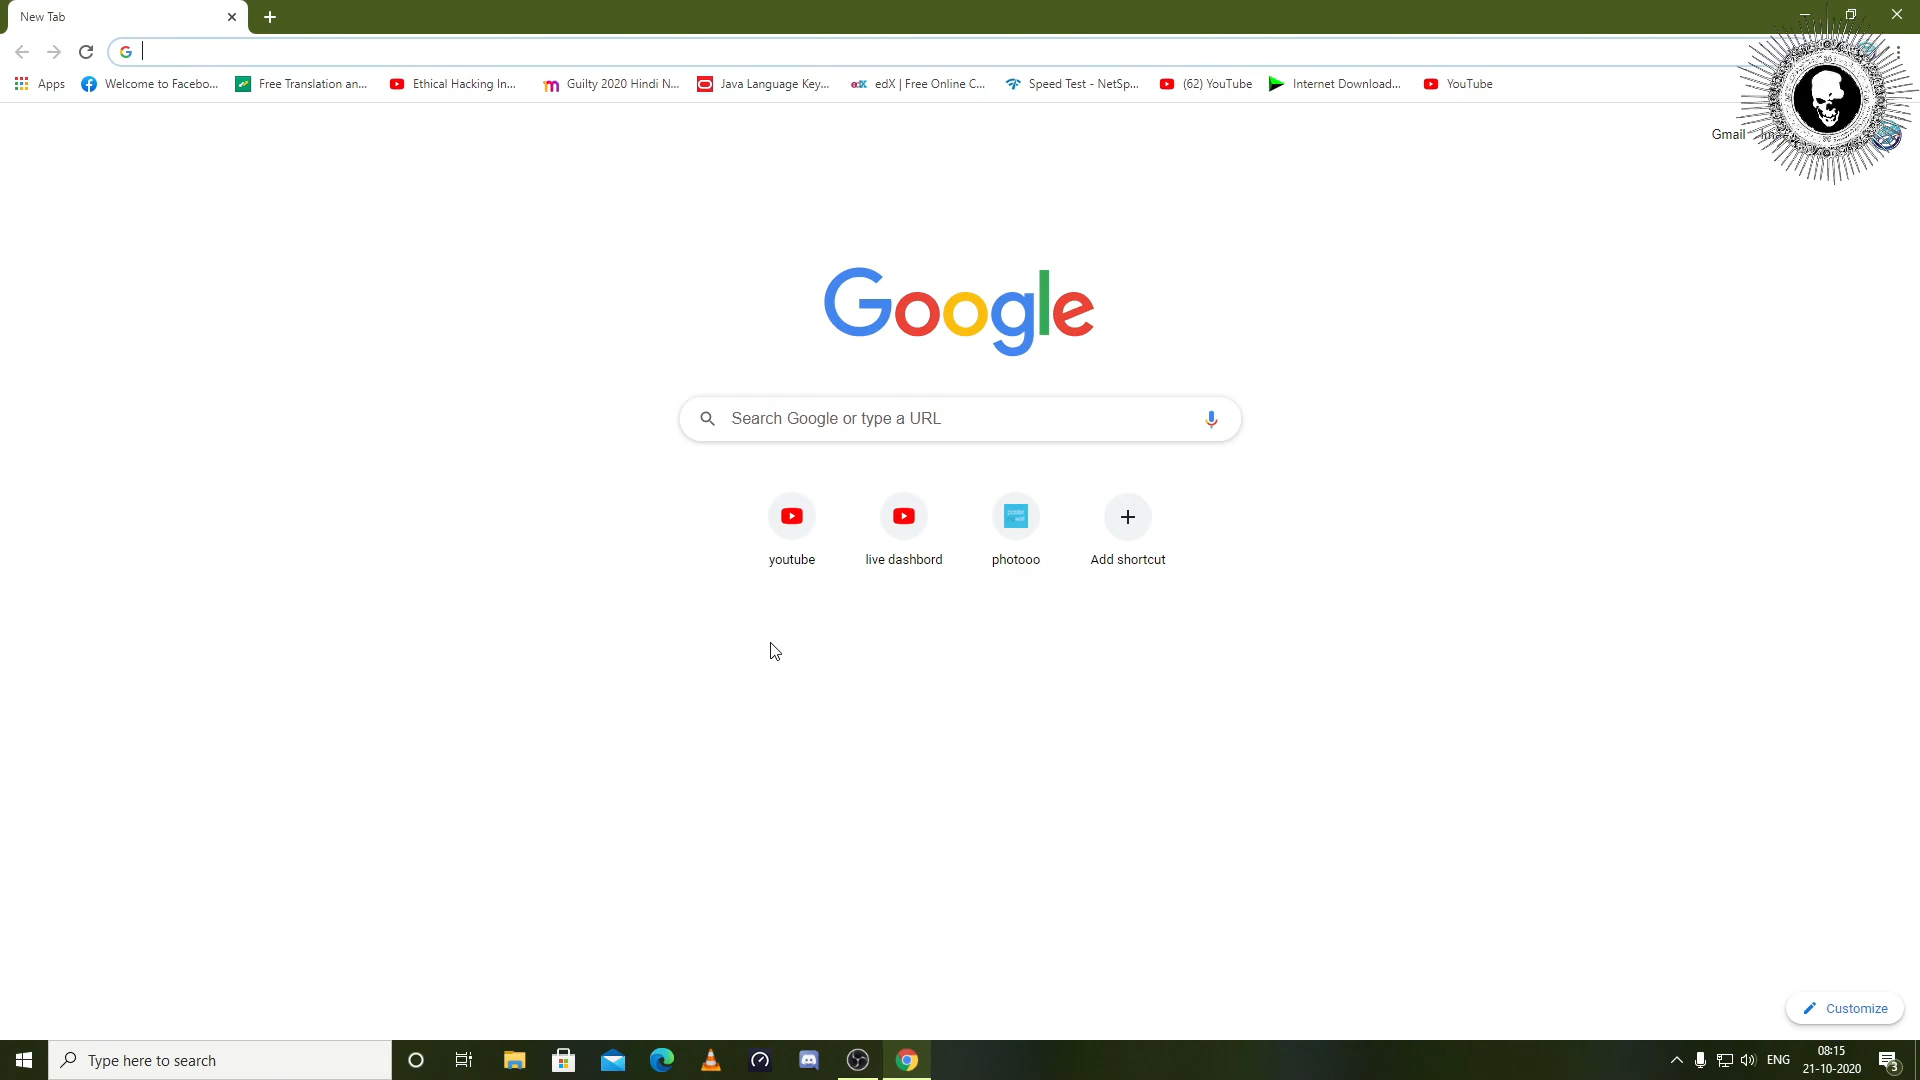 New Tab
Apps Welcome to Facebo... Free Translation an... Ethical Hacking In... Guilty 2020 Hindi N... Java Language Key... edX | Free Online C... Speed Test - NetSp... (62) YouTube Internet Download... YouTube
Gmail
Google
Search Google or type a URL
youtube live dashbord photooo Add shortcut
Customize
Type here to search
ENG
08:15
21-10-2020
3